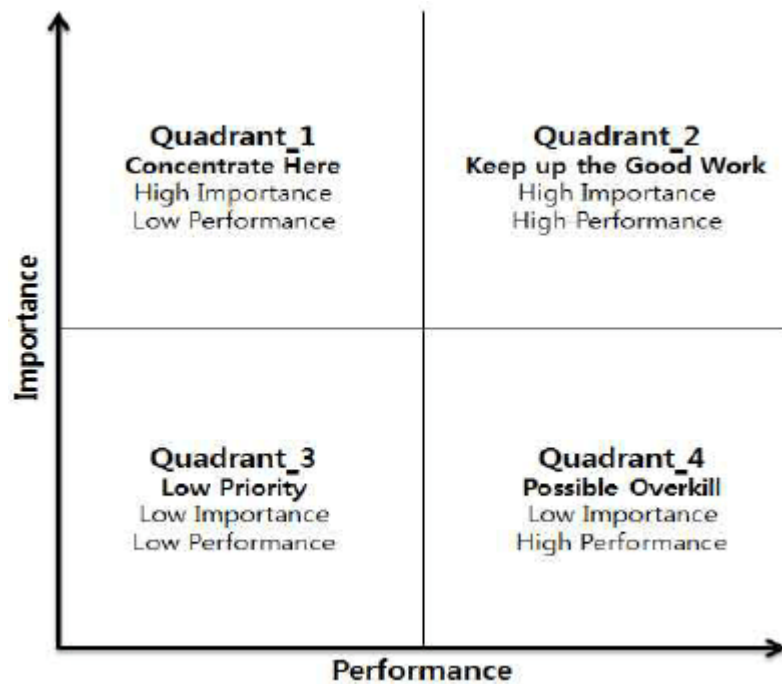 Quadrant_1
Concentrate Here
High Importance
Low Performance
Quadrant_2
Keep up the Good Work
High Importance
High Performance
Importance
Quadrant_3
Low Priority
Low Importance
Low Performance
Quadrant_4
Possible Overkill
Low Importance
High Performance
Performance